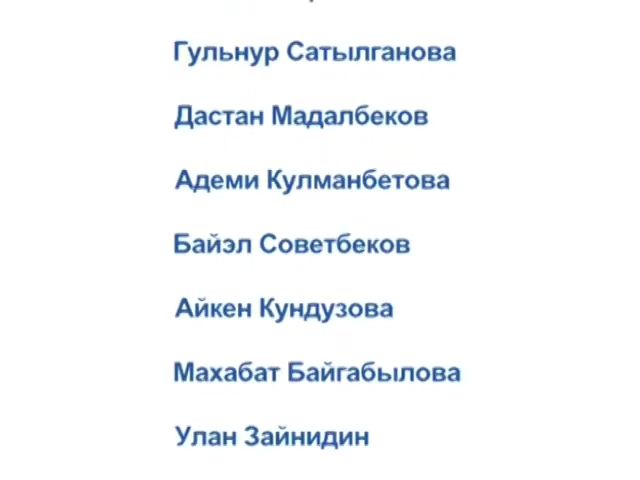 Гульнур Сатылганова
Дастан Мадалбеков
Адеми Кулманбетова
Байэл Советбеков
Айкен Кундузова
Махабат Байгабылова
Улан Зайнидин